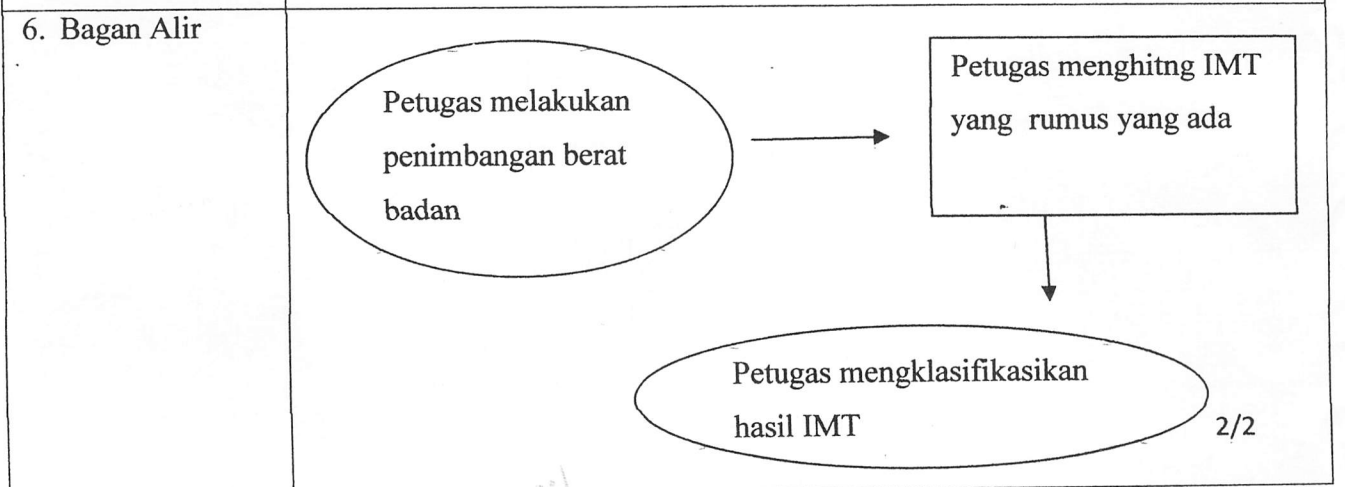 6. Bagan Alir
Petugas melakukan
penimbangan berat
badan
Petugas menghitng IMT
yang rumus yang ada
Petugas mengklasifikasikan
hasil IMT
2/2